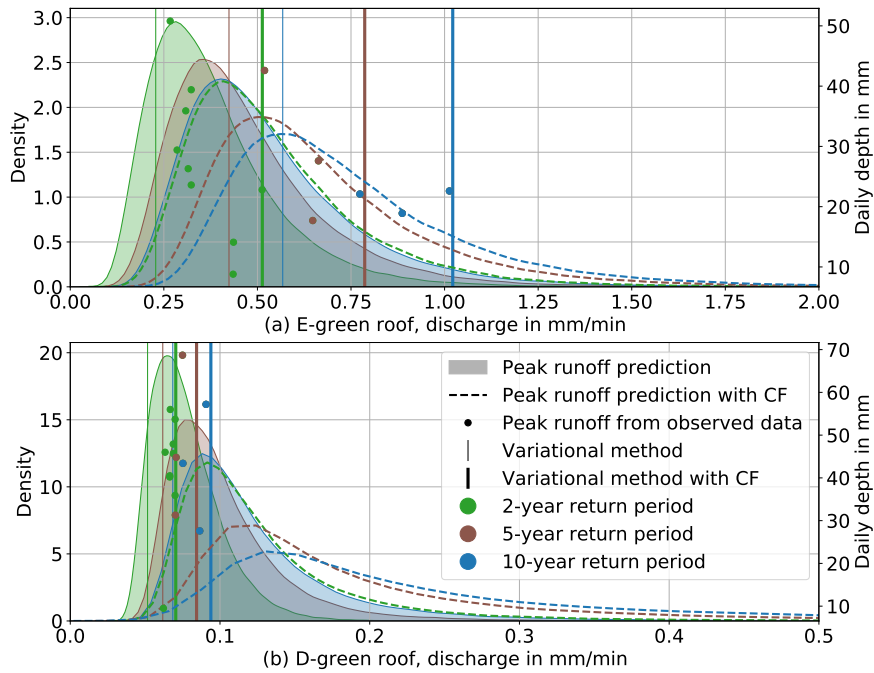 3.0
2.5
2.0
1.5
1.0
0.5
0.0
Density
50
40
30
20
10
Daily depth in mm
0.00 0.25 0.50 0.75 1.00 1.25 1.50 1.75 2.00
(a) E-green roof, discharge in mm/min
20
15
10
5
0
Density
70
60
50
40
30
20
10
Daily depth in mm
Peak runoff prediction
Peak runoff prediction with CF
Peak runoff from observed data
Variational method
Variational method with CF
2-year return period
5-year return period
10-year return period
0.0 0.1 0.2 0.3 0.4 0.5
(b) D-green roof, discharge in mm/min